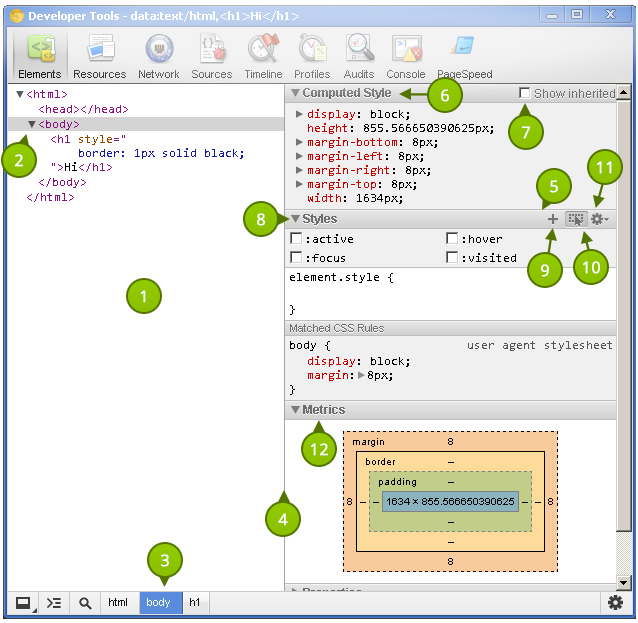 Developer Tools - data:text/html,<h1>Hi</h1>
Elements Resources Network Sources Timeline Profiles Audits Console PageSpeed
<html>
<head></head>
<body>
<h1 style="
border: 1px solid black;
">Hi</h1>
</body>
</html>
1
2
3
4
Computed Style
6
Show inherited
7
display: block;
height: 855.566650390625px;
margin-bottom: 8px;
margin-left: 8px;
margin-right: 8px;
margin-top: 8px;
width: 1634px;
5
11
8
Styles
:active :hover
:focus :visited
9
10
element.style {
}
Matched CSS Rules
body { user agent stylesheet
display: block;
margin: 8px;
}
Metrics
12
margin 8
border –
padding –
8 – – 1634 × 855.566650390625 – – 8
–
–
8
html body h1